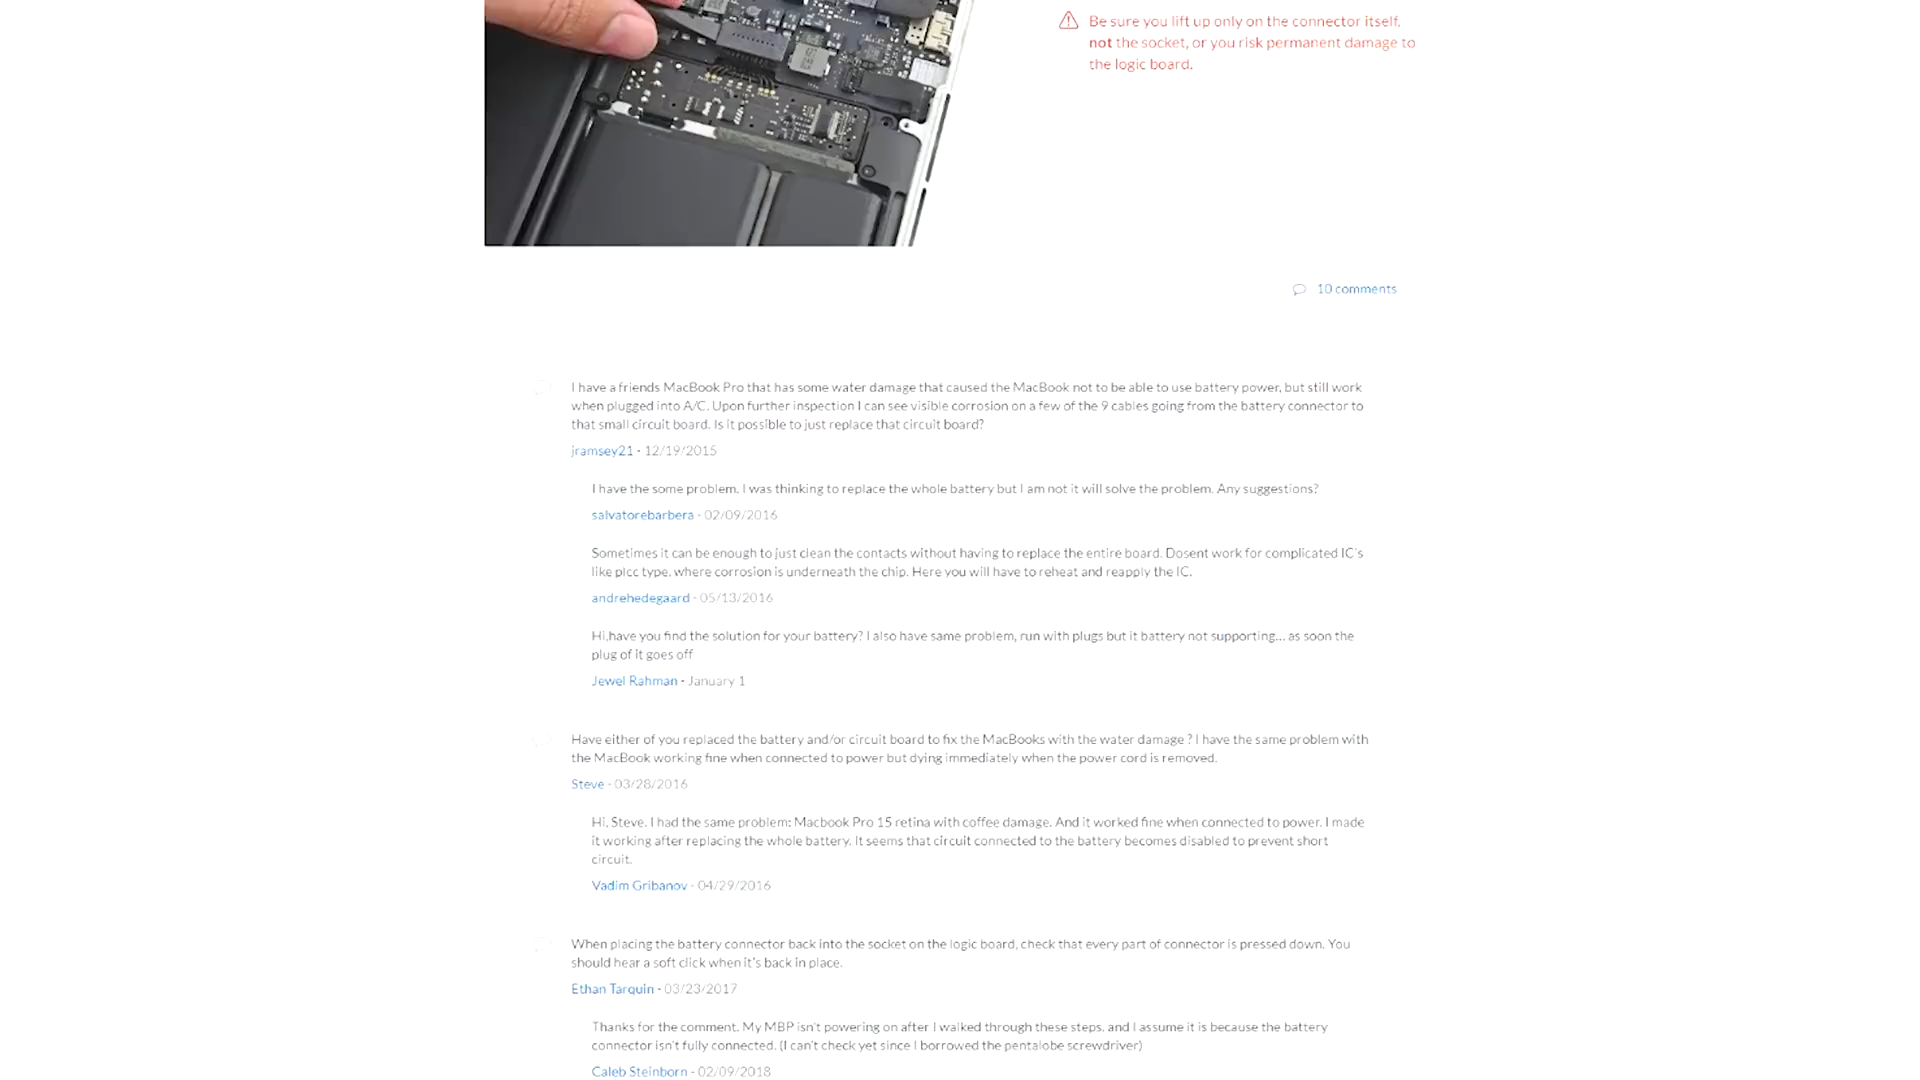 Be sure you lift up only on the connector itself,
not the socket, or you risk permanent damage to
the logic board.
10 comments
I have a friends MacBook Pro that has some water damage that caused the MacBook not to be able to use battery power, but still work
when plugged into A/C. Upon further inspection I can see visible corrosion on a few of the 9 cables going from the battery connector to
that small circuit board. Is it possible to just replace that circuit board?
jramsey21 - 12/19/2015
I have the some problem. I was thinking to replace the whole battery but I am not it will solve the problem. Any suggestions?
salvatorebarbera - 02/09/2016
Sometimes it can be enough to just clean the contacts without having to replace the entire board. Dosent work for complicated IC's
like plcc type, where corrosion is underneath the chip. Here you will have to reheat and reapply the IC.
andrehedegaard - 05/13/2016
Hi,have you find the solution for your battery? I also have same problem, run with plugs but it battery not supporting... as soon the
plug of it goes off
Jewel Rahman - January 1
Have either of you replaced the battery and/or circuit board to fix the MacBooks with the water damage ? I have the same problem with
the MacBook working fine when connected to power but dying immediately when the power cord is removed.
Steve - 03/28/2016
Hi, Steve. I had the same problem: Macbook Pro 15 retina with coffee damage. And it worked fine when connected to power. I made
it working after replacing the whole battery. It seems that circuit connected to the battery becomes disabled to prevent short
circuit.
Vadim Gribanov - 04/29/2016
When placing the battery connector back into the socket on the logic board, check that every part of connector is pressed down. You
should hear a soft click when it's back in place.
Ethan Tarquin - 03/23/2017
Thanks for the comment. My MBP isn't powering on after I walked through these steps, and I assume it is because the battery
connector isn't fully connected. (I can't check yet since I borrowed the pentalobe screwdriver)
Caleb Steinborn - 02/09/2018